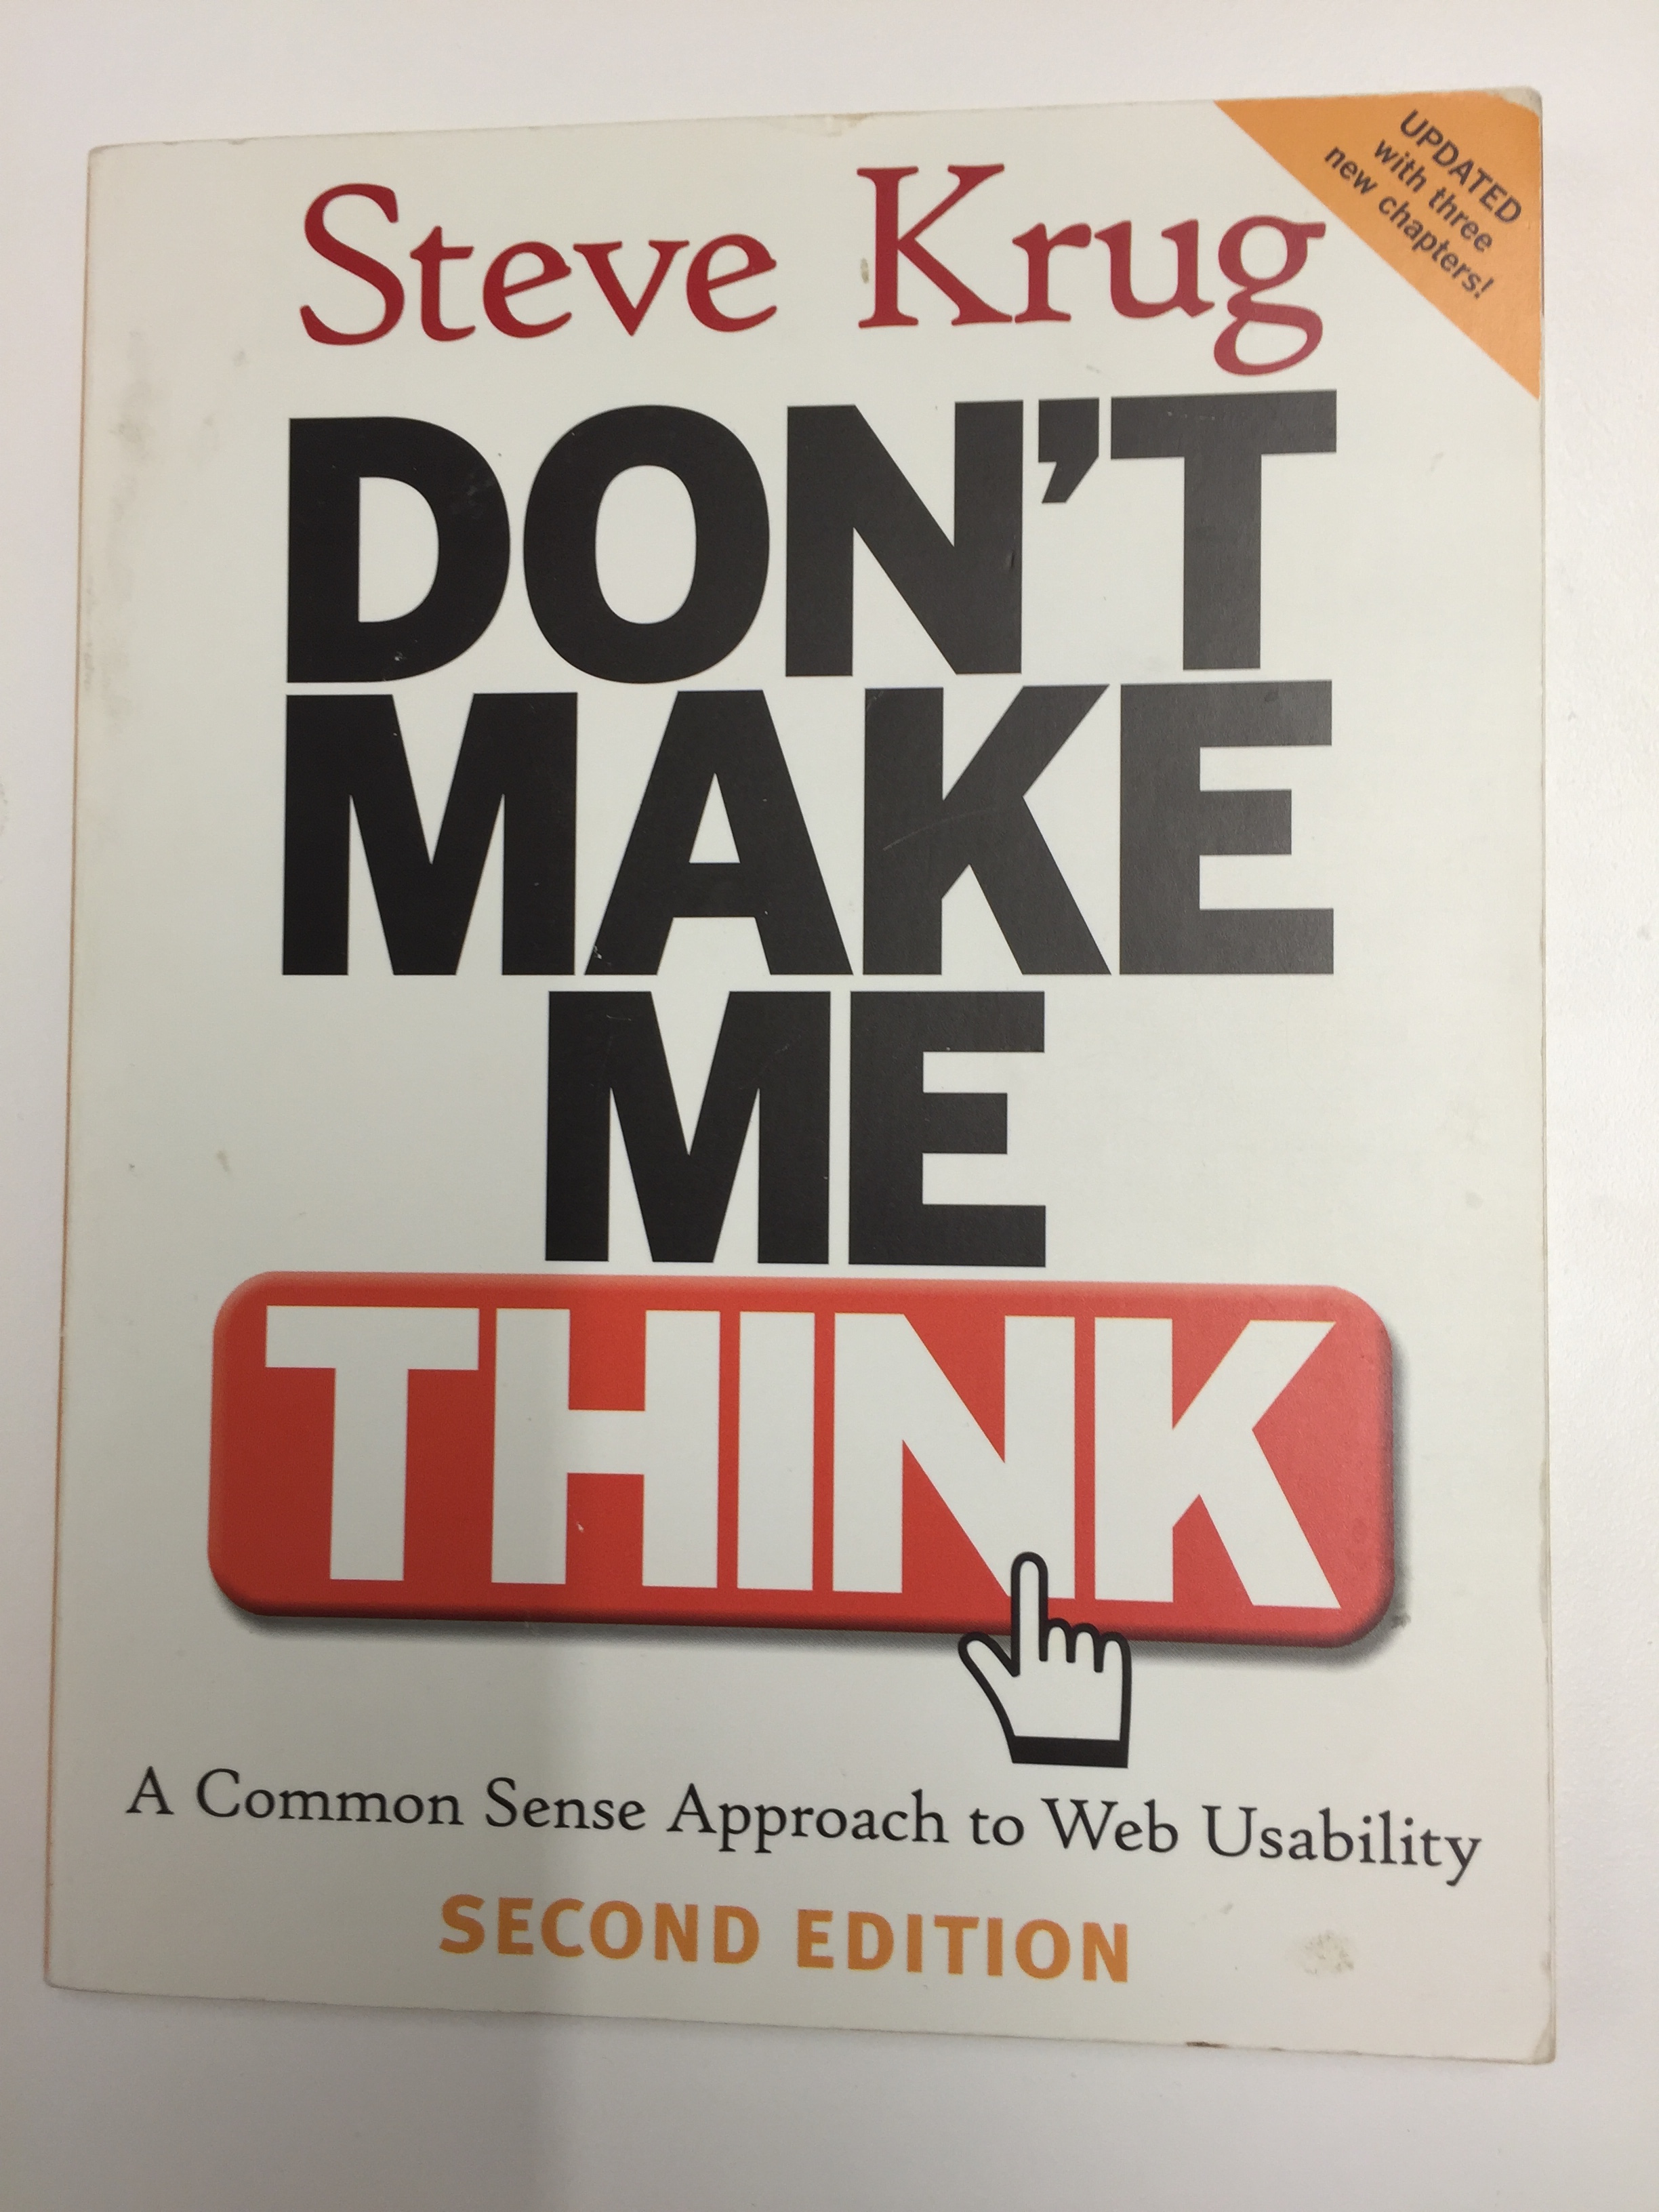 UPDATED
with three
new chapters!
Steve Krug
DON'T
MAKE
ME
THINK
A Common Sense Approach to Web Usability
SECOND EDITION